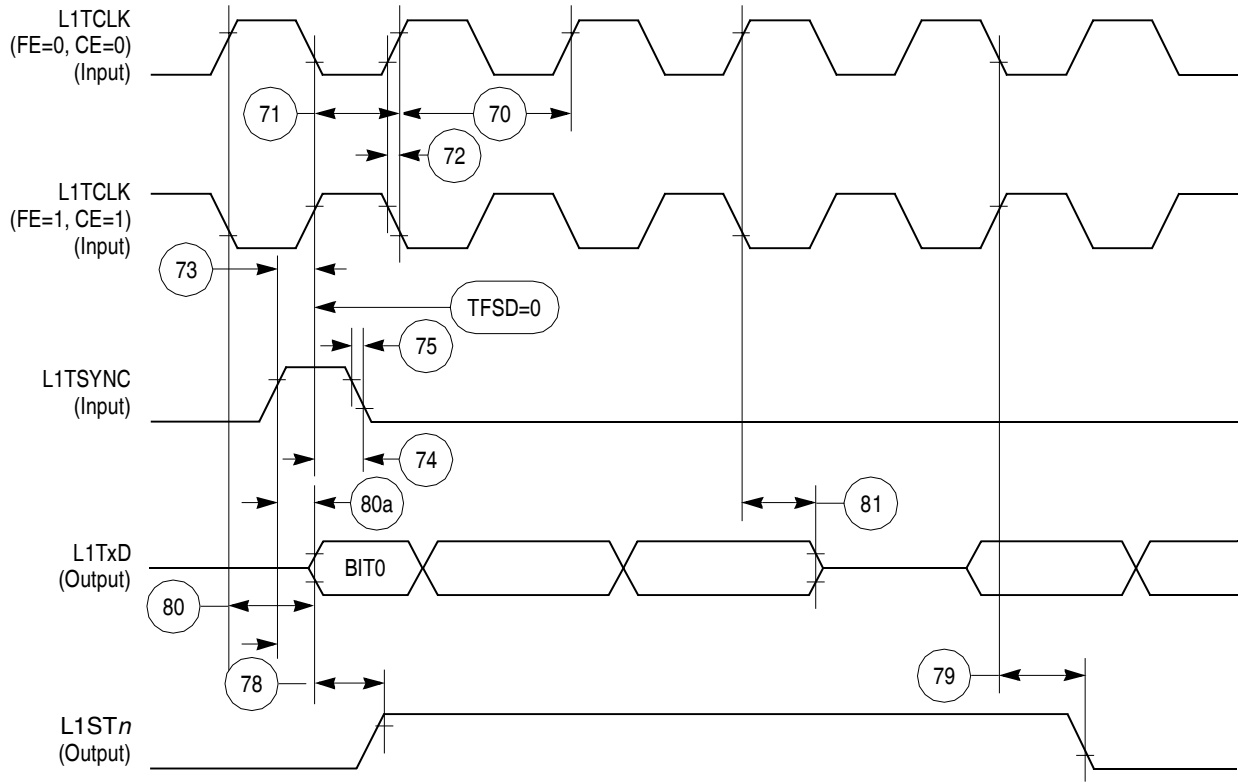 L1TCLK
(FE=0, CE=0)
(Input)
71
70
72
L1TCLK
(FE=1, CE=1)
(Input)
73
TFSD=0
75
L1TSYNC
(Input)
74
80a
81
L1TxD
(Output)
BIT0
80
78
79
L1STn
(Output)